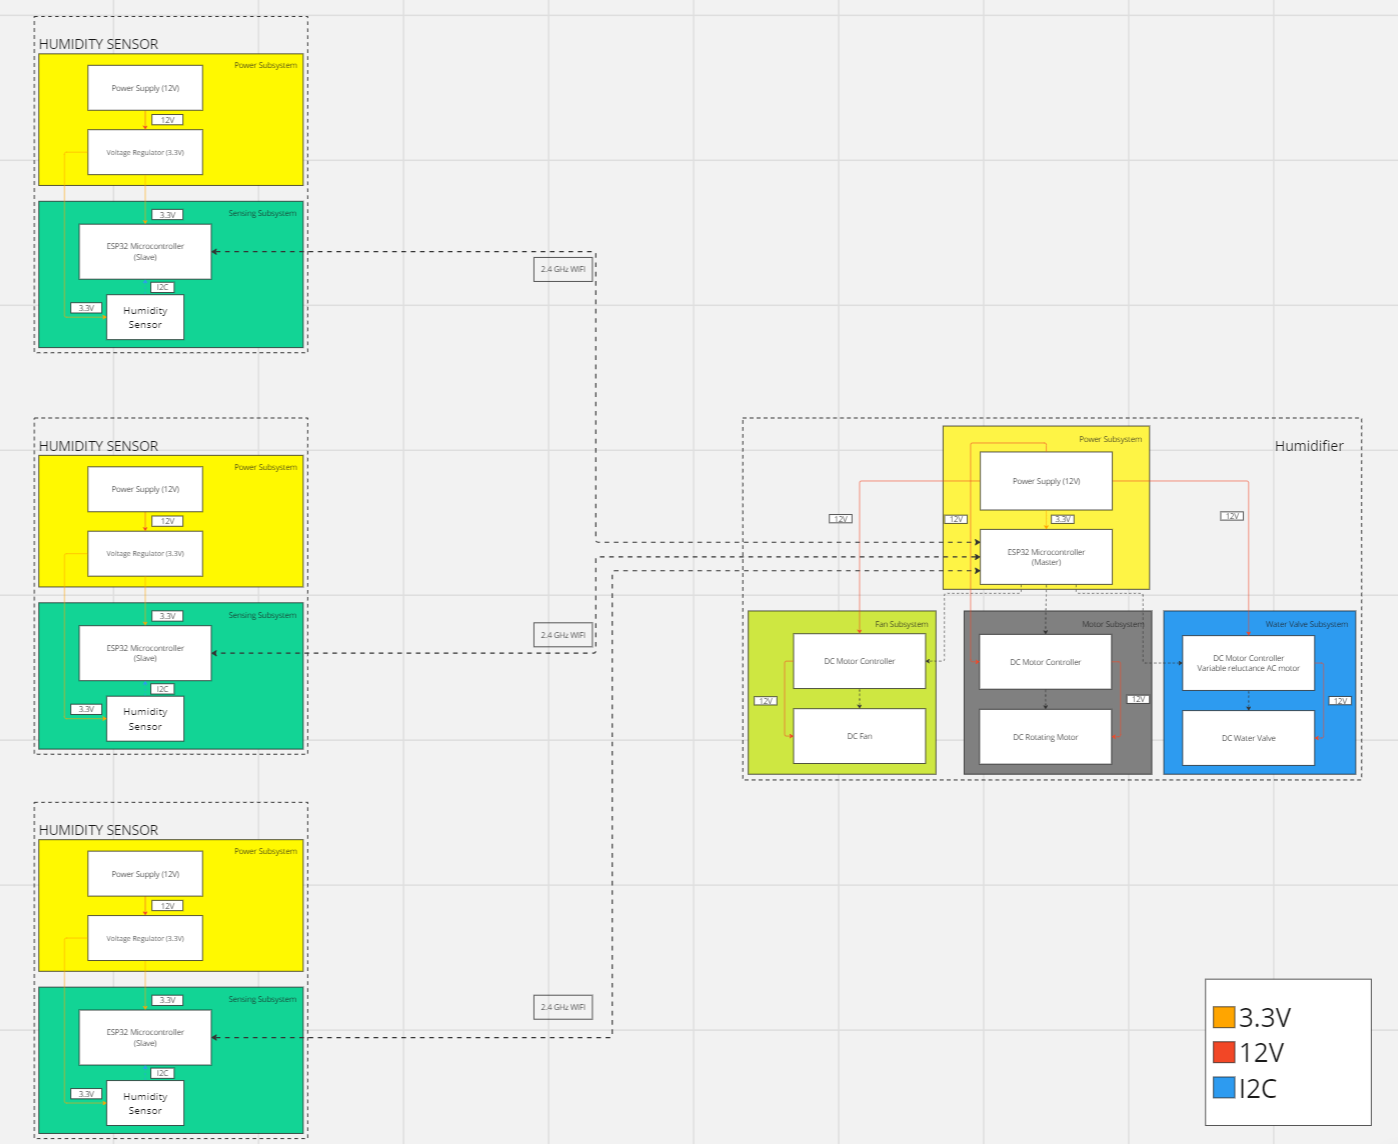 HUMIDITY SENSOR
Power Subsystem
Power Supply (12V)
12V
Voltage Regulator (3.3V)
3.3V
Sensing Subsystem
ESP32 Microcontroller
(Slave)
I2C
3.3V
Humidity
Sensor
2.4 GHz WIFI
HUMIDITY SENSOR
Power Subsystem
Power Supply (12V)
12V
Voltage Regulator (3.3V)
3.3V
Sensing Subsystem
ESP32 Microcontroller
(Slave)
I2C
3.3V
Humidity
Sensor
2.4 GHz WIFI
HUMIDITY SENSOR
Power Subsystem
Power Supply (12V)
12V
Voltage Regulator (3.3V)
3.3V
Sensing Subsystem
ESP32 Microcontroller
(Slave)
I2C
3.3V
Humidity
Sensor
2.4 GHz WIFI
Humidifier
Power Subsystem
Power Supply (12V)
12V
12V
3.3V
12V
ESP32 Microcontroller
(Master)
Fan Subsystem
DC Motor Controller
12V
DC Fan
Motor Subsystem
DC Motor Controller
12V
DC Rotating Motor
Water Valve Subsystem
DC Motor Controller
Variable reluctance AC motor
12V
DC Water Valve
3.3V
12V
I2C